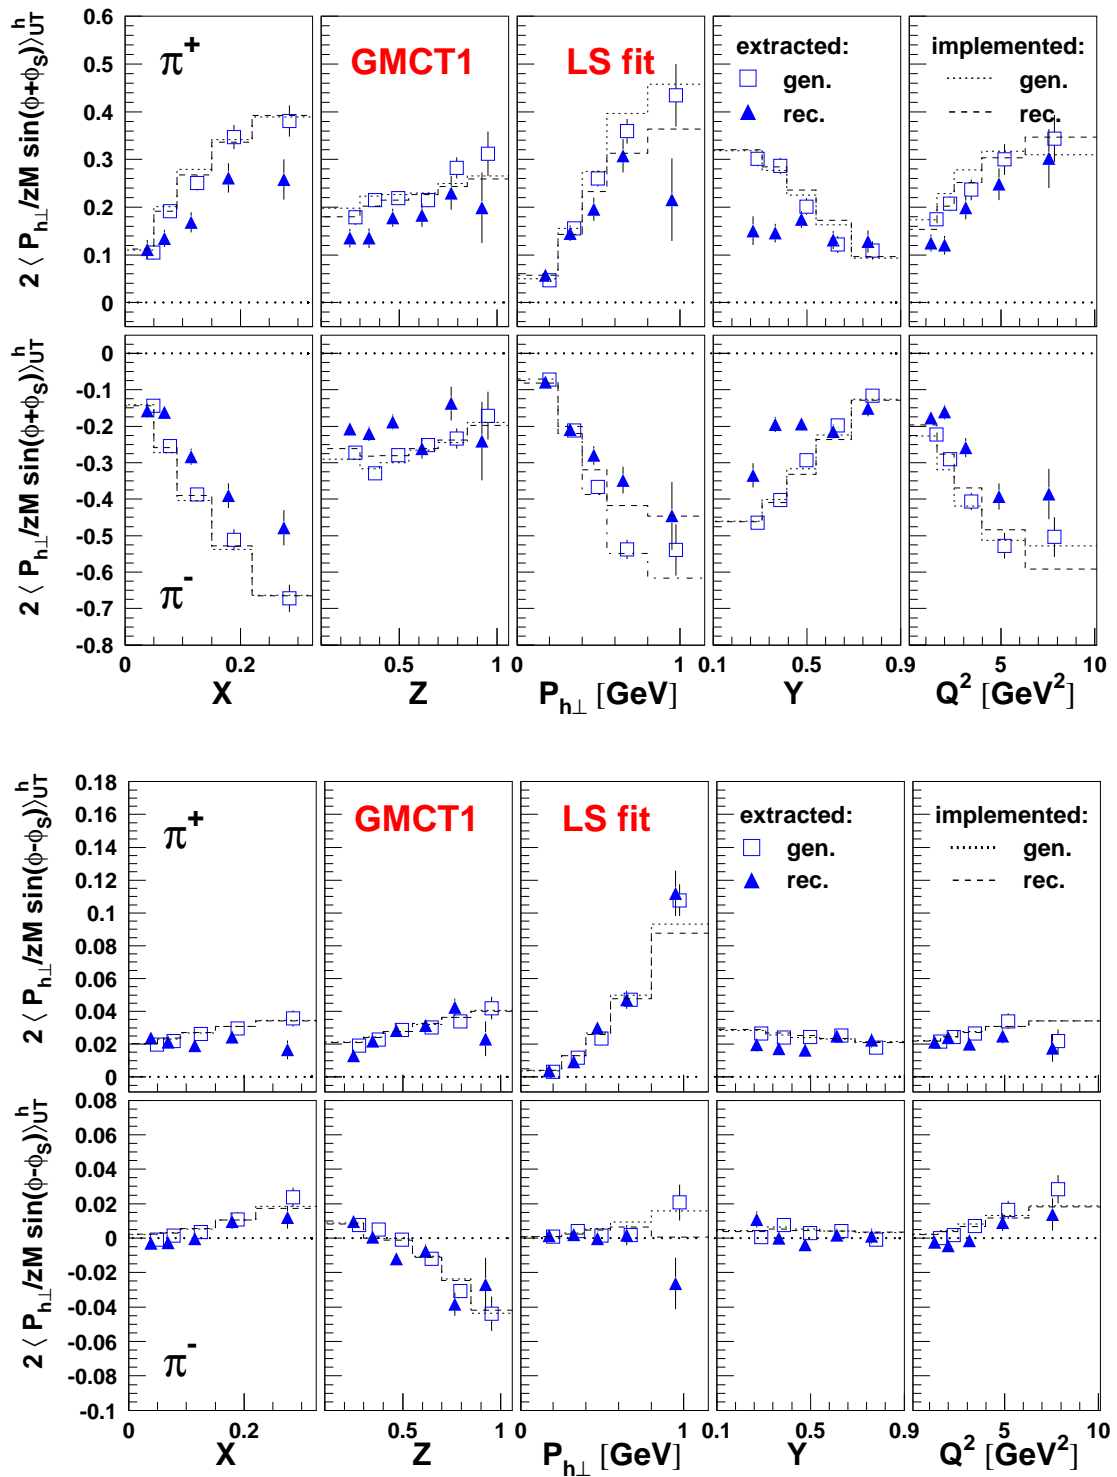 2 ⟨ P_h⊥/zM sin(ϕ+ϕ_S)⟩^h_UT
0.6
0.5
0.4
0.3
0.2
0.1
0
π⁺
GMCT1
LS fit
extracted:
gen.
rec.
implemented:
gen.
rec.
2 ⟨ P_h⊥/zM sin(ϕ+ϕ_S)⟩^h_UT
-0.1
-0.2
-0.3
-0.4
-0.5
-0.6
-0.7
-0.8
π⁻
0 0.2 0.5 1 0 1 0.1 0.5 0.9 5 10
X Z P_h⊥ [GeV] Y Q² [GeV²]
2 ⟨ P_h⊥/zM sin(ϕ-ϕ_S)⟩^h_UT
0.18
0.16
0.14
0.12
0.1
0.08
0.06
0.04
0.02
0
π⁺
GMCT1
LS fit
extracted:
gen.
rec.
implemented:
gen.
rec.
2 ⟨ P_h⊥/zM sin(ϕ-ϕ_S)⟩^h_UT
0.08
0.06
0.04
0.02
0
-0.02
-0.04
-0.06
-0.08
-0.1
π⁻
0 0.2 0.5 1 0 1 0.1 0.5 0.9 5 10
X Z P_h⊥ [GeV] Y Q² [GeV²]